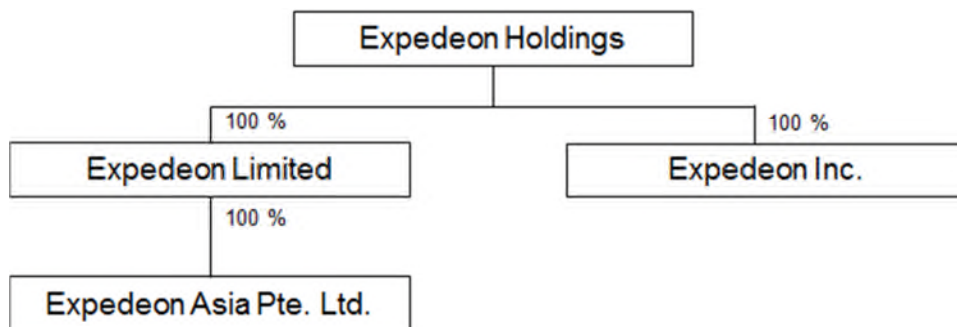 Expedeon Holdings
100 %
100 %
Expedeon Limited
Expedeon Inc.
100 %
Expedeon Asia Pte. Ltd.